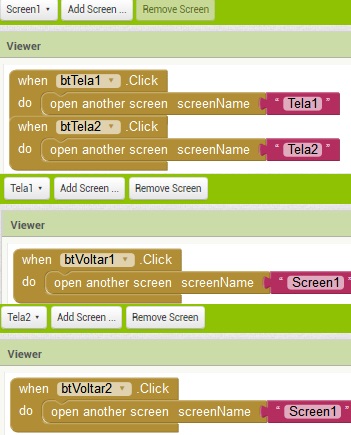 Screen1 Add Screen ... Remove Screen
Viewer
when btTela1 .Click
do open another screen screenName " Tela1 "
when btTela2 .Click
do open another screen screenName " Tela2 "
Tela1 Add Screen ... Remove Screen
Viewer
when btVoltar1 .Click
do open another screen screenName " Screen1 "
Tela2 Add Screen ... Remove Screen
Viewer
when btVoltar2 .Click
do open another screen screenName " Screen1 "